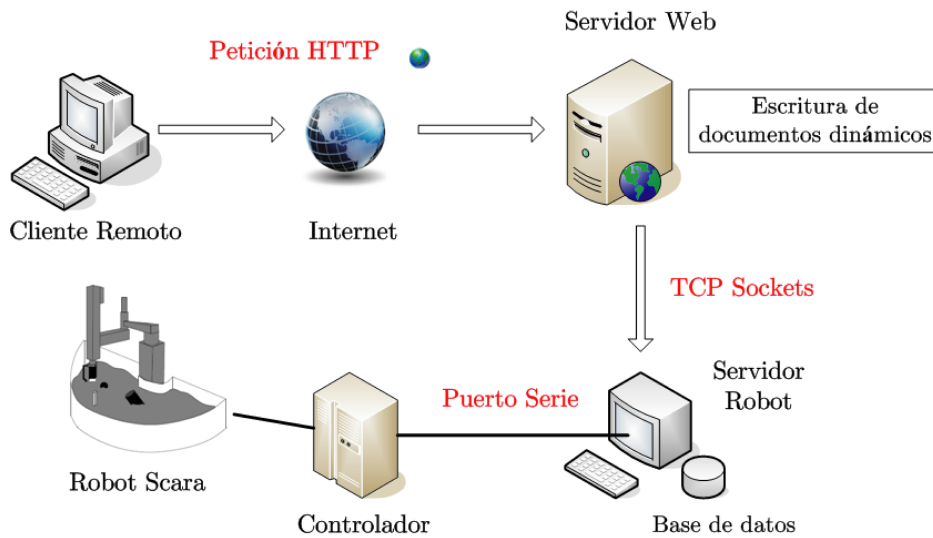 Servidor Web
Petición HTTP
Escritura de
documentos dinámicos
Cliente Remoto
Internet
TCP Sockets
Servidor
Robot
Puerto Serie
Robot Scara
Controlador
Base de datos